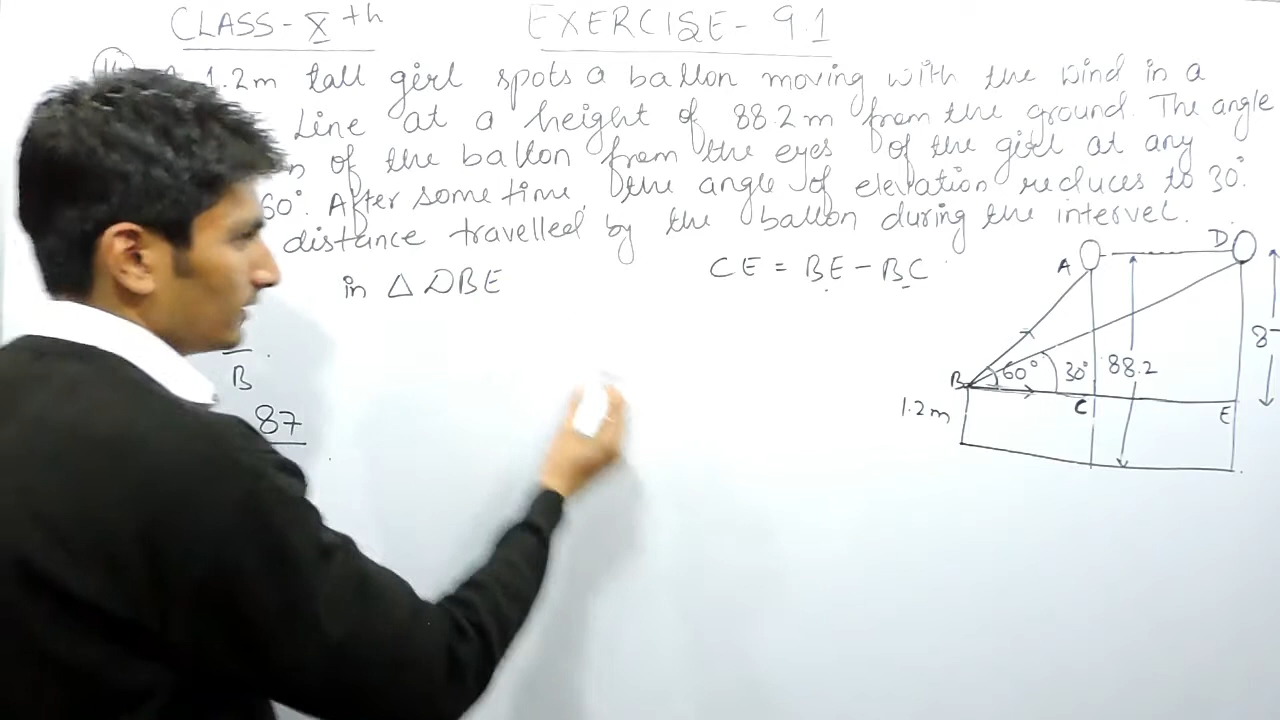 CLASS-Xth EXERCISE-9.1
1.2m tall girl spots a ballon moving with the wind in a
Line at a height of 88.2m from the ground. The angle
of the ballon from the eyes of the girl at any
60°. After some time, the angle of elevation reduces to 30°.
distance travelled by the balloon during the intervel.
in △ DBE
CE = BE - BC
A
D
B
60°
30°
88.2
1.2m
C
E
B
87